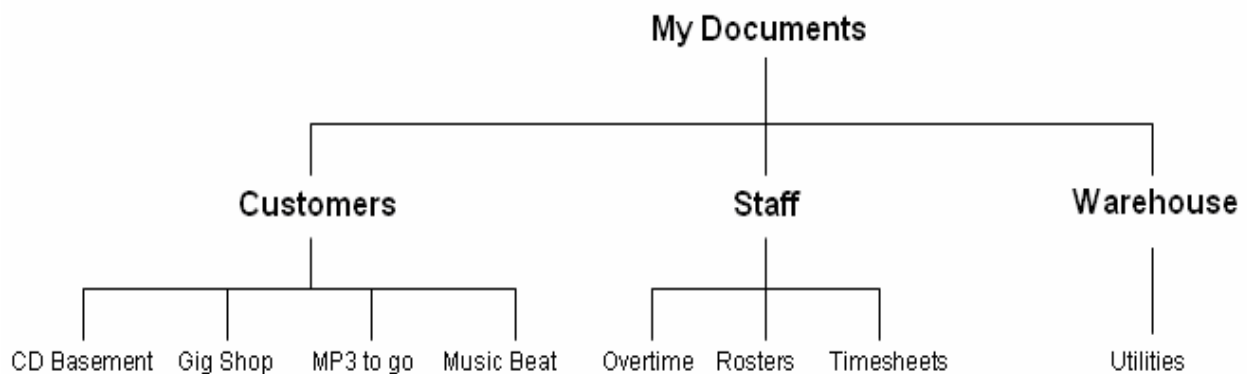 My Documents
Customers Staff Warehouse
CD Basement Gig Shop MP3 to go Music Beat Overtime Rosters Timesheets Utilities